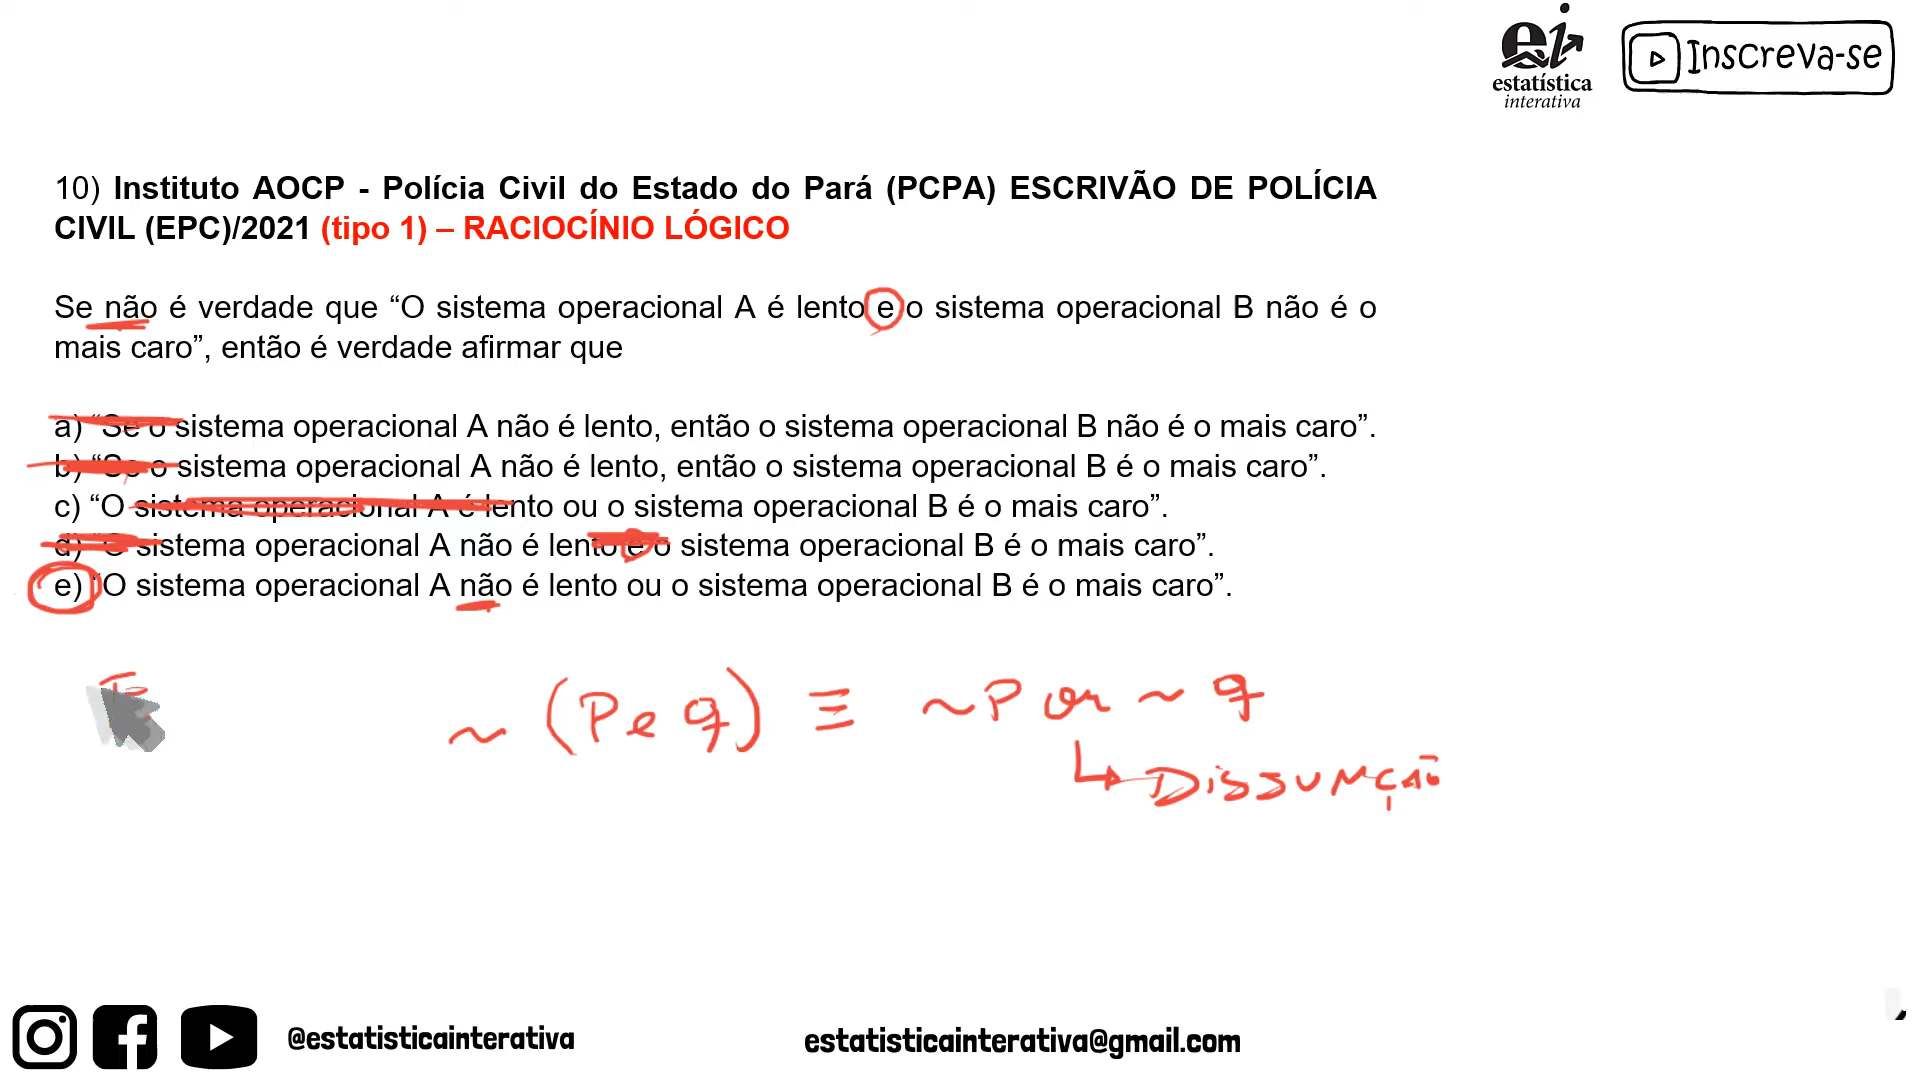 estatística
interativa
Inscreva-se
10) Instituto AOCP - Polícia Civil do Estado do Pará (PCPA) ESCRIVÃO DE POLÍCIA
CIVIL (EPC)/2021 (tipo 1) – RACIOCÍNIO LÓGICO
Se não é verdade que “O sistema operacional A é lento e o sistema operacional B não é o
mais caro”, então é verdade afirmar que
a) “Se o sistema operacional A não é lento, então o sistema operacional B não é o mais caro”.
b) “Se o sistema operacional A não é lento, então o sistema operacional B é o mais caro”.
c) “O sistema operacional A é lento ou o sistema operacional B é o mais caro”.
d) “O sistema operacional A não é lento e o sistema operacional B é o mais caro”.
e) “O sistema operacional A não é lento ou o sistema operacional B é o mais caro”.
~ (P e q) ≡ ~P ou ~ q
DISSUNÇÃO
@estatisticainterativa
estatisticainterativa@gmail.com